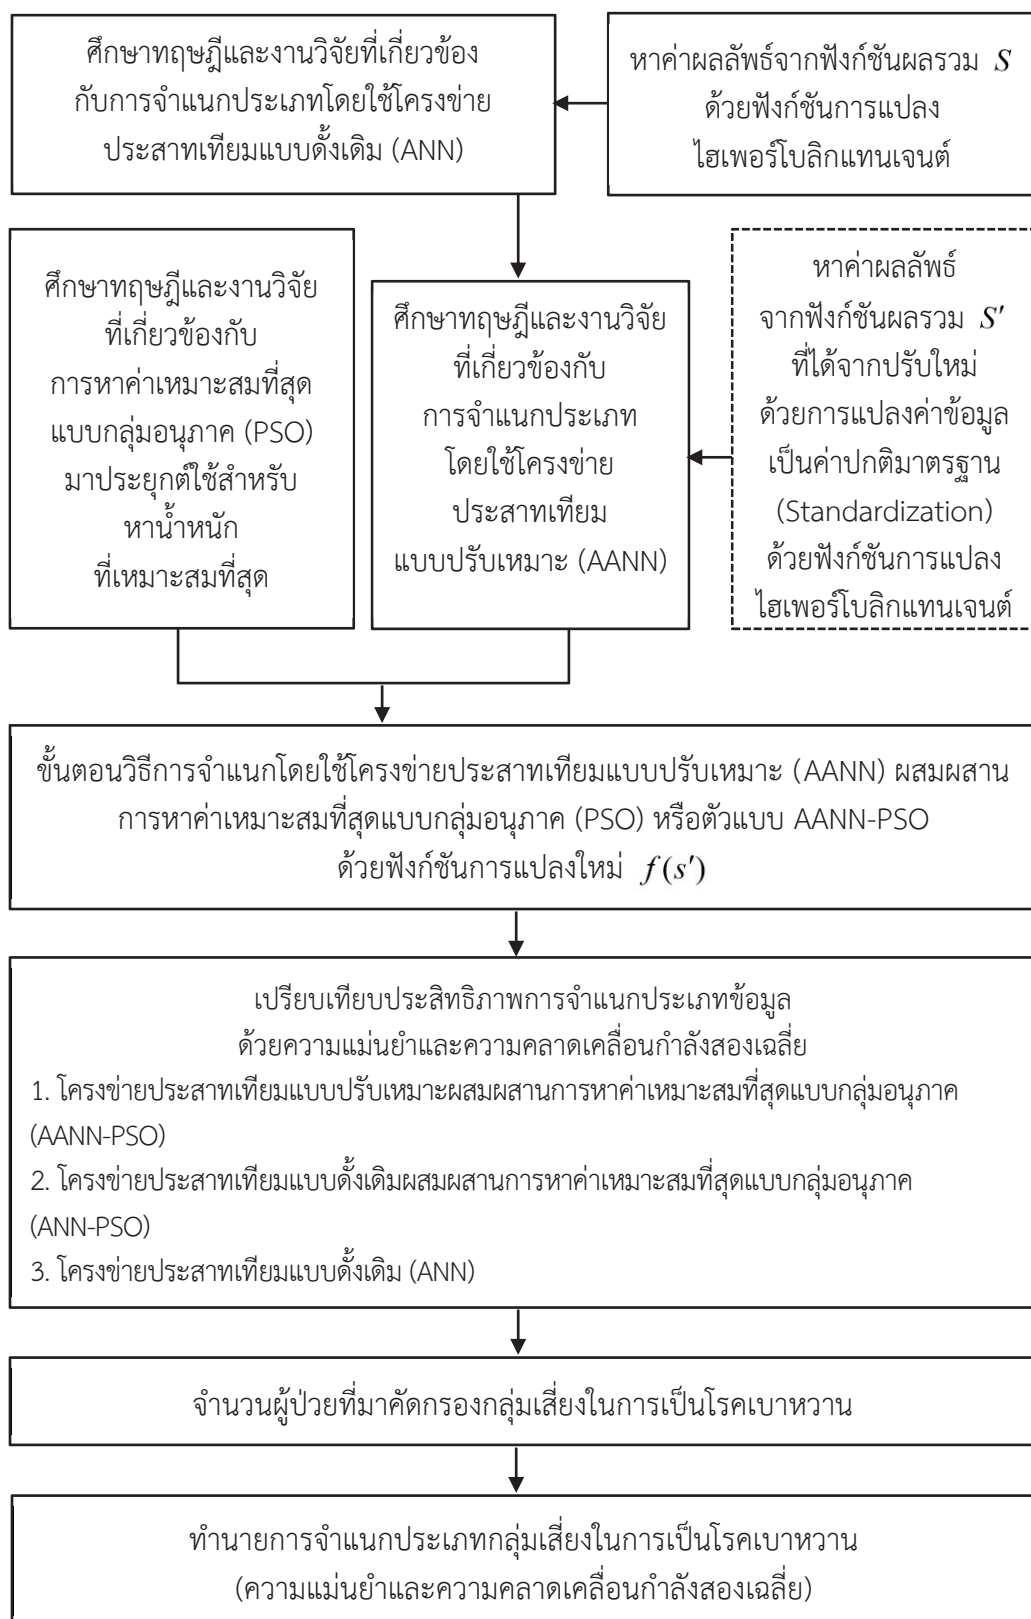 ศึกษาทฤษฎีและงานวิจัยที่เกี่ยวข้อง
กับการจำแนกประเภทโดยใช้โครงข่าย
ประสาทเทียมแบบดั้งเดิม (ANN)
หาค่าผลลัพธ์จากฟังก์ชันผลรวม S
ด้วยฟังก์ชันการแปลง
ไฮเพอร์โบลิกแทนเจนต์
ศึกษาทฤษฎีและงานวิจัย
ที่เกี่ยวข้องกับ
การหาค่าเหมาะสมที่สุด
แบบกลุ่มอนุภาค (PSO)
มาประยุกต์ใช้สำหรับ
หาน้ำหนัก
ที่เหมาะสมที่สุด
ศึกษาทฤษฎีและงานวิจัย
ที่เกี่ยวข้องกับ
การจำแนกประเภท
โดยใช้โครงข่าย
ประสาทเทียม
แบบปรับเหมาะ (AANN)
หาค่าผลลัพธ์
จากฟังก์ชันผลรวม S′
ที่ได้จากปรับใหม่
ด้วยการแปลงค่าข้อมูล
เป็นค่าปกติมาตรฐาน
(Standardization)
ด้วยฟังก์ชันการแปลง
ไฮเพอร์โบลิกแทนเจนต์
ขั้นตอนวิธีการจำแนกโดยใช้โครงข่ายประสาทเทียมแบบปรับเหมาะ (AANN) ผสมผสาน
การหาค่าเหมาะสมที่สุดแบบกลุ่มอนุภาค (PSO) หรือตัวแบบ AANN-PSO
ด้วยฟังก์ชันการแปลงใหม่ f(s′)
เปรียบเทียบประสิทธิภาพการจำแนกประเภทข้อมูล
ด้วยความแม่นยำและความคลาดเคลื่อนกำลังสองเฉลี่ย
1. โครงข่ายประสาทเทียมแบบปรับเหมาะผสมผสานการหาค่าเหมาะสมที่สุดแบบกลุ่มอนุภาค
(AANN-PSO)
2. โครงข่ายประสาทเทียมแบบดั้งเดิมผสมผสานการหาค่าเหมาะสมที่สุดแบบกลุ่มอนุภาค
(ANN-PSO)
3. โครงข่ายประสาทเทียมแบบดั้งเดิม (ANN)
จำนวนผู้ป่วยที่มาคัดกรองกลุ่มเสี่ยงในการเป็นโรคเบาหวาน
ทำนายการจำแนกประเภทกลุ่มเสี่ยงในการเป็นโรคเบาหวาน
(ความแม่นยำและความคลาดเคลื่อนกำลังสองเฉลี่ย)